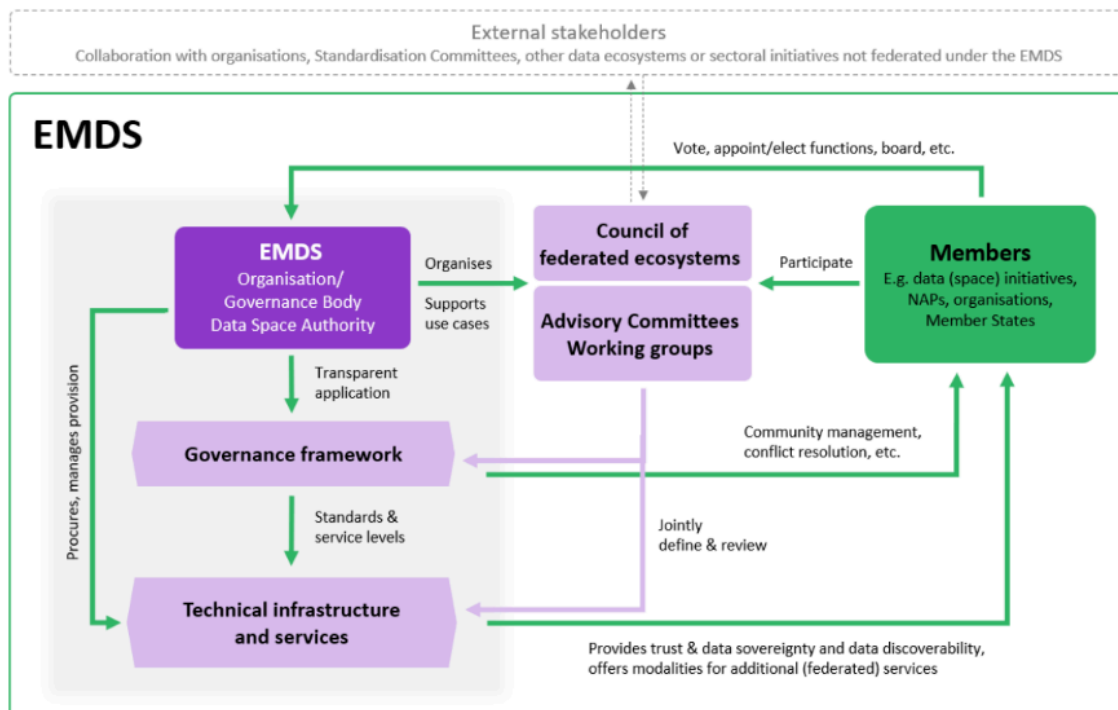 External stakeholders
Collaboration with organisations, Standardisation Committees, other data ecosystems or sectoral initiatives not federated under the EMDS
EMDS
Vote, appoint/elect functions, board, etc.
EMDS
Organisation/
Governance Body
Data Space Authority
Organises
Supports
use cases
Council of
federated ecosystems
Advisory Committees
Working groups
Participate
Members
E.g. data (space) initiatives,
NAPs, organisations,
Member States
Procures, manages provision
Transparent
application
Governance framework
Community management,
conflict resolution, etc.
Standards &
service levels
Jointly
define & review
Technical infrastructure
and services
Provides trust & data sovereignty and data discoverability,
offers modalities for additional (federated) services